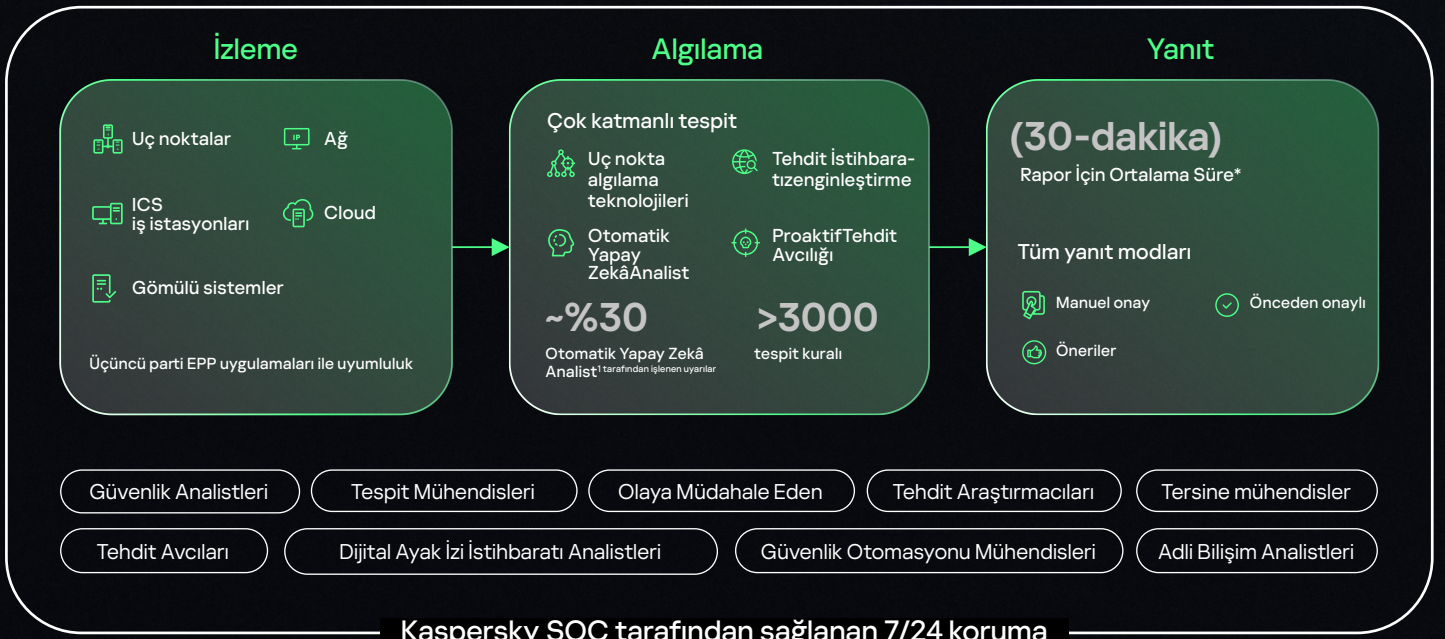 İzleme
Uç noktalar
IP
Ağ
ICS
iş istasyonları
Cloud
Gömülü sistemler
Üçüncü parti EPP uygulamaları ile uyumluluk
Algılama
Çok katmanlı tespit
Uç nokta
algılama
teknolojileri
Tehdit İstihbara-
tızenginleştirme
Otomatik
Yapay
ZekâAnalist
ProaktifTehdit
Avcılığı
~%30
Otomatik Yapay Zekâ
Analist¹ tarafından işlenen uyarılar
>3000
tespit kuralı
Yanıt
(30-dakika)
Rapor İçin Ortalama Süre*
Tüm yanıt modları
Manuel onay
Önceden onaylı
Öneriler
Güvenlik Analistleri
Tespit Mühendisleri
Olaya Müdahale Eden
Tehdit Araştırmacıları
Tersine mühendisler
Tehdit Avcıları
Dijital Ayak İzi İstihbaratı Analistleri
Güvenlik Otomasyonu Mühendisleri
Adli Bilişim Analistleri
Kaspersky SOC tarafından sağlanan 7/24 koruma